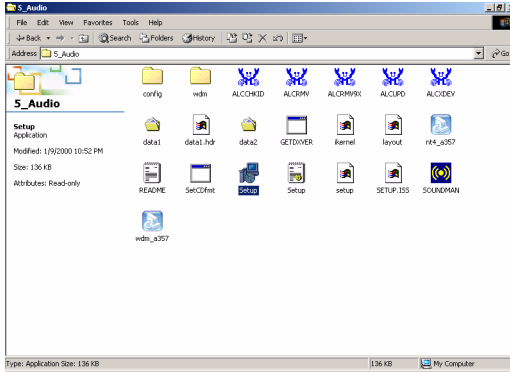 5_Audio
File Edit View Favorites Tools Help
Back Search Folders History
Address 5_Audio Go
5_Audio
Setup
Application
Modified: 1/9/2000 10:52 PM
Size: 136 KB
Attributes: Read-only
config wdm ALCCHKID ALCRMV ALCRMV9X ALCUPD ALCXDEV
data1 data1.hdr data2 GETDXVER ikernel layout nt4_a357
README SetCDfmt Setup Setup setup SETUP.ISS SOUNDMAN
wdm_a357
Type: Application Size: 136 KB 136 KB My Computer